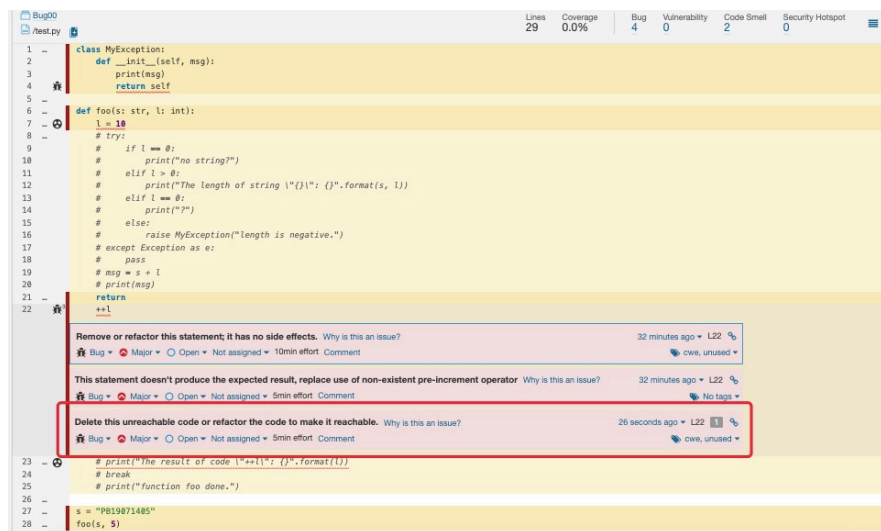 Bug00
/test.py
Lines Coverage Bug Vulnerability Code Smell Security Hotspot
29 0.0% 4 0 2 0
1 class MyException:
2 def __init__(self, msg):
3 print(msg)
4 return self
5
6 def foo(s: str, l: int):
7 l = 10
8 # try:
9 # if l == 0:
10 # print("no string?")
11 # elif l > 0:
12 # print("The length of string \"{}\": {}".format(s, l))
13 # elif l == 0:
14 # print("?")
15 # else:
16 # raise MyException("length is negative.")
17 # except Exception as e:
18 # pass
19 # msg = s + l
20 # print(msg)
21 return
22 ++l
Remove or refactor this statement; it has no side effects. Why is this an issue? 32 minutes ago L22
Bug Major Open Not assigned 10min effort Comment cwe, unused
This statement doesn't produce the expected result, replace use of non-existent pre-increment operator Why is this an issue? 32 minutes ago L22
Bug Major Open Not assigned 5min effort Comment No tags
Delete this unreachable code or refactor the code to make it reachable. Why is this an issue? 26 seconds ago L22 1
Bug Major Open Not assigned 5min effort Comment cwe, unused
23 # print("The result of code \"++l\": {}".format(l))
24 # break
25 # print("function foo done.")
26
27 s = "PB19071405"
28 foo(s, 5)